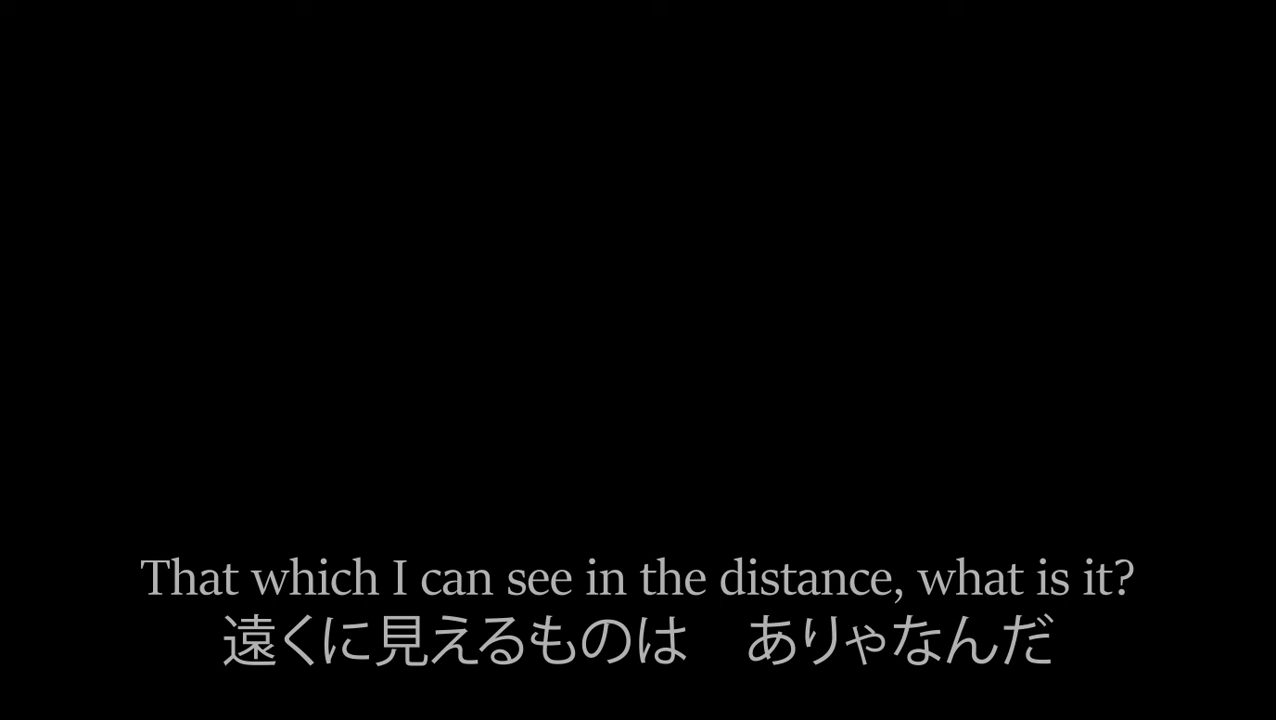 That which I can see in the distance, what is it?
遠くに見えるものは　ありゃなんだ